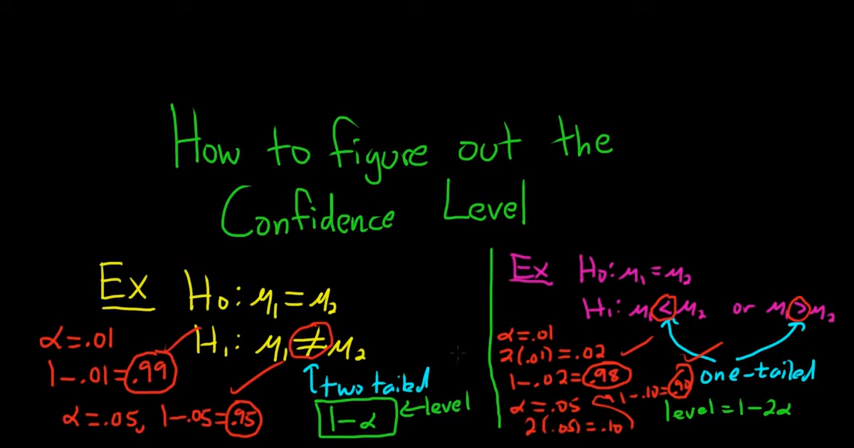 How to figure out the
Confidence Level
Ex H₀: μ₁ = μ₂
H₁: μ₁ ≠ μ₂
α = .01
1 - .01 = .99
α = .05, 1 - .05 = .95
two tailed
1 - α ← level
Ex H₀: μ₁ = μ₂
H₁: μ₁ < μ₂ or μ₁ > μ₂
α = .01
2(.01) = .02
1 - .02 = .98
α = .05
2(.05) = .10
1 - .10 = .90
one-tailed
level = 1 - 2α